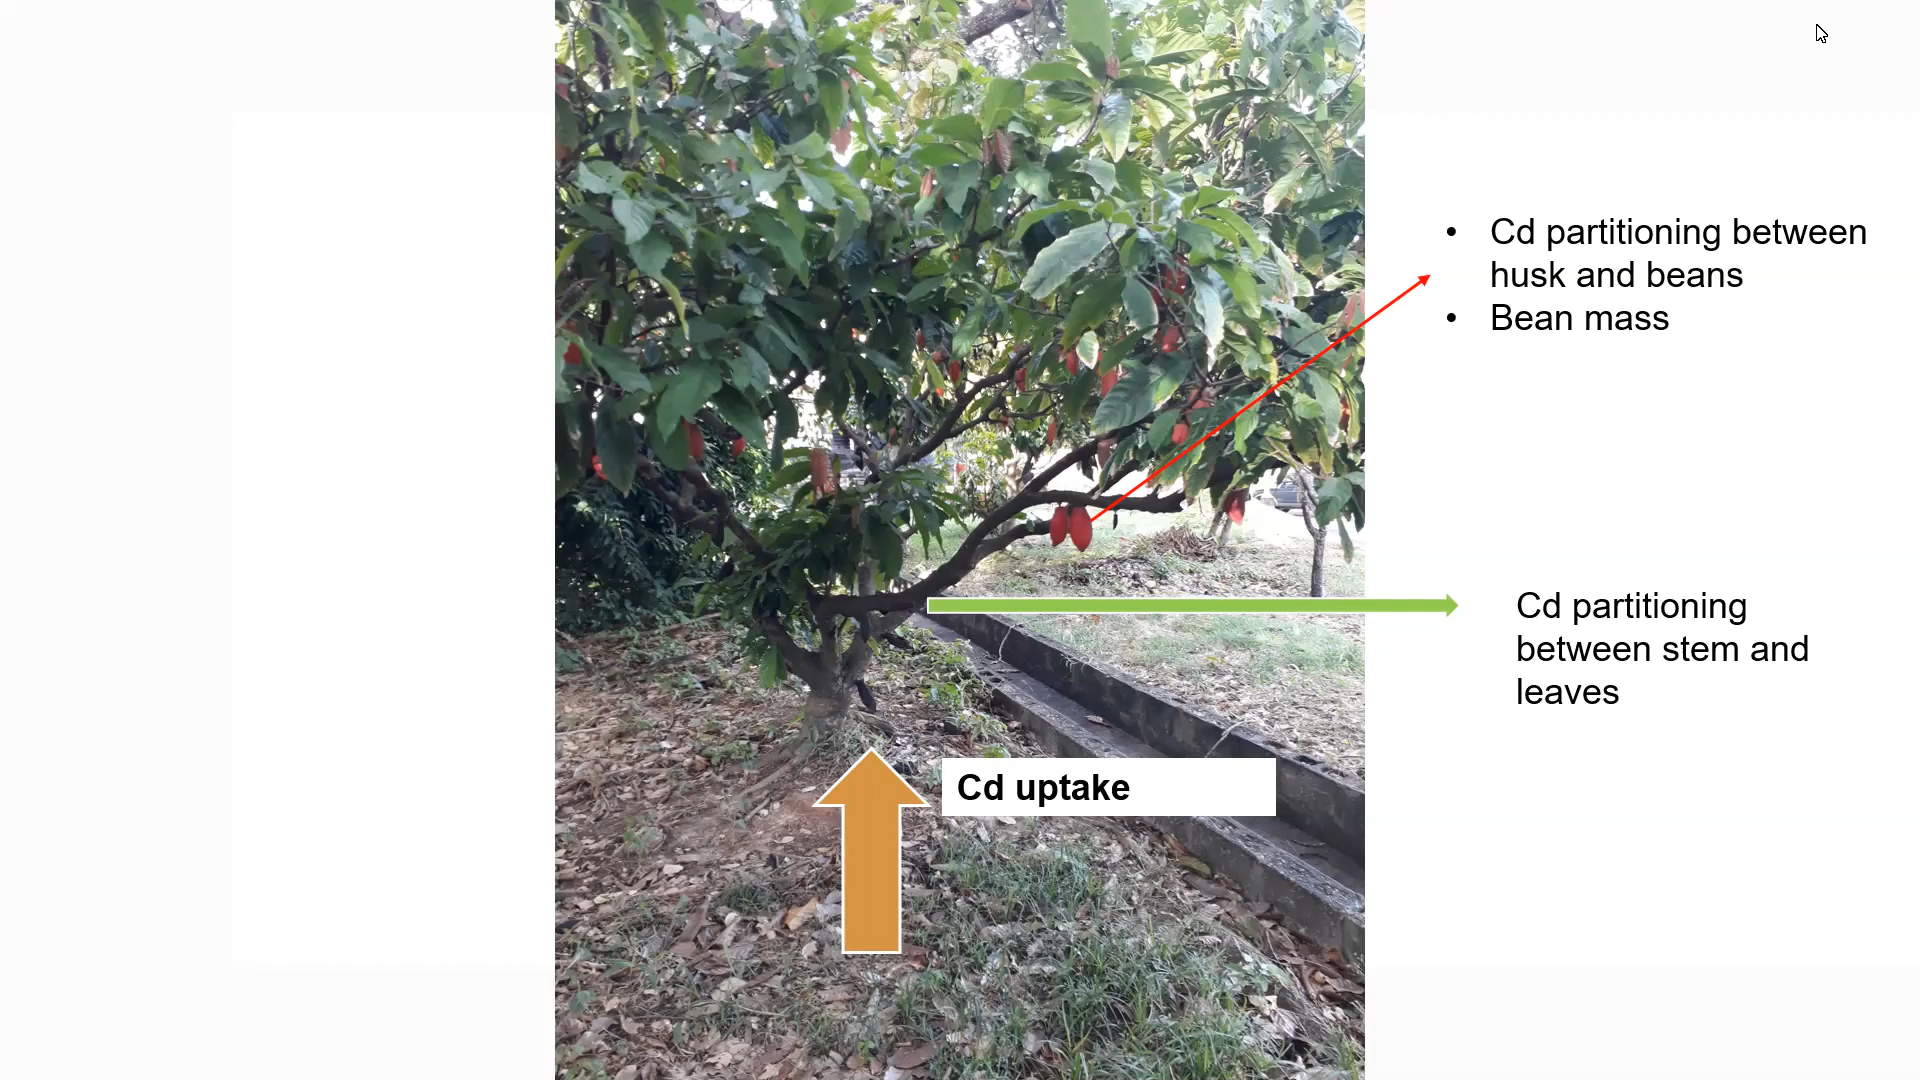 • Cd partitioning between
husk and beans
• Bean mass
Cd partitioning
between stem and
leaves
Cd uptake